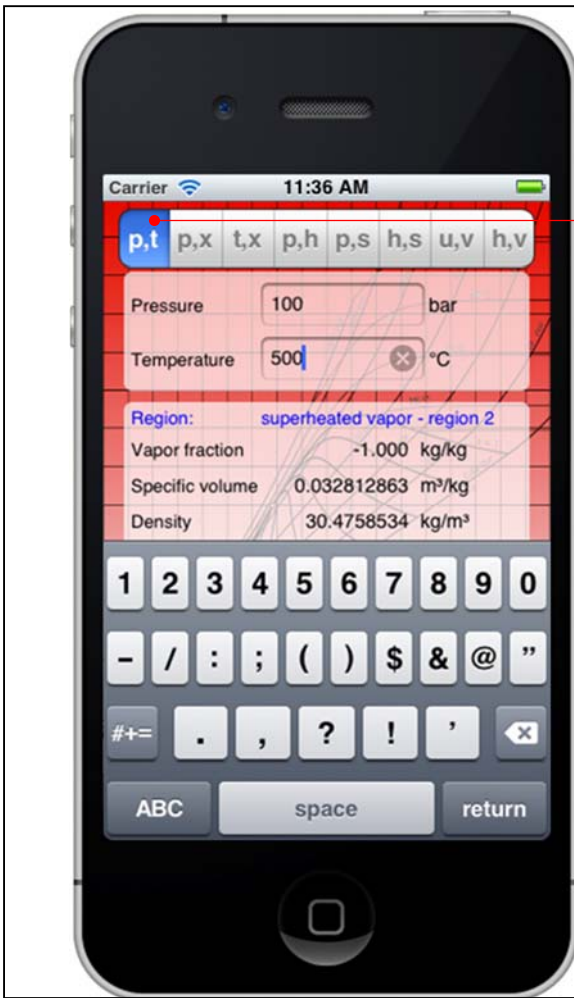 Carrier 11:36 AM
p,t p,x t,x p,h p,s h,s u,v h,v
Pressure 100 bar
Temperature 500 °C
Region: superheated vapor - region 2
Vapor fraction -1.000 kg/kg
Specific volume 0.032812863 m³/kg
Density 30.4758534 kg/m³
1 2 3 4 5 6 7 8 9 0
- / : ; ( ) $ & @ ”
#+= . , ? ! ’
ABC space return